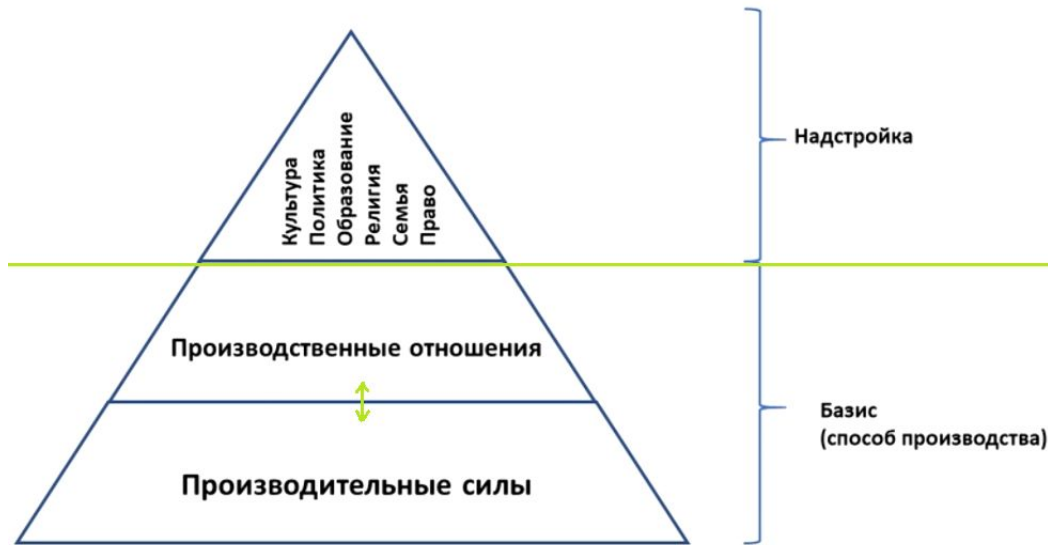 Культура
Политика
Образование
Религия
Семья
Право
Надстройка
Производственные отношения
Базис
(способ производства)
Производительные силы